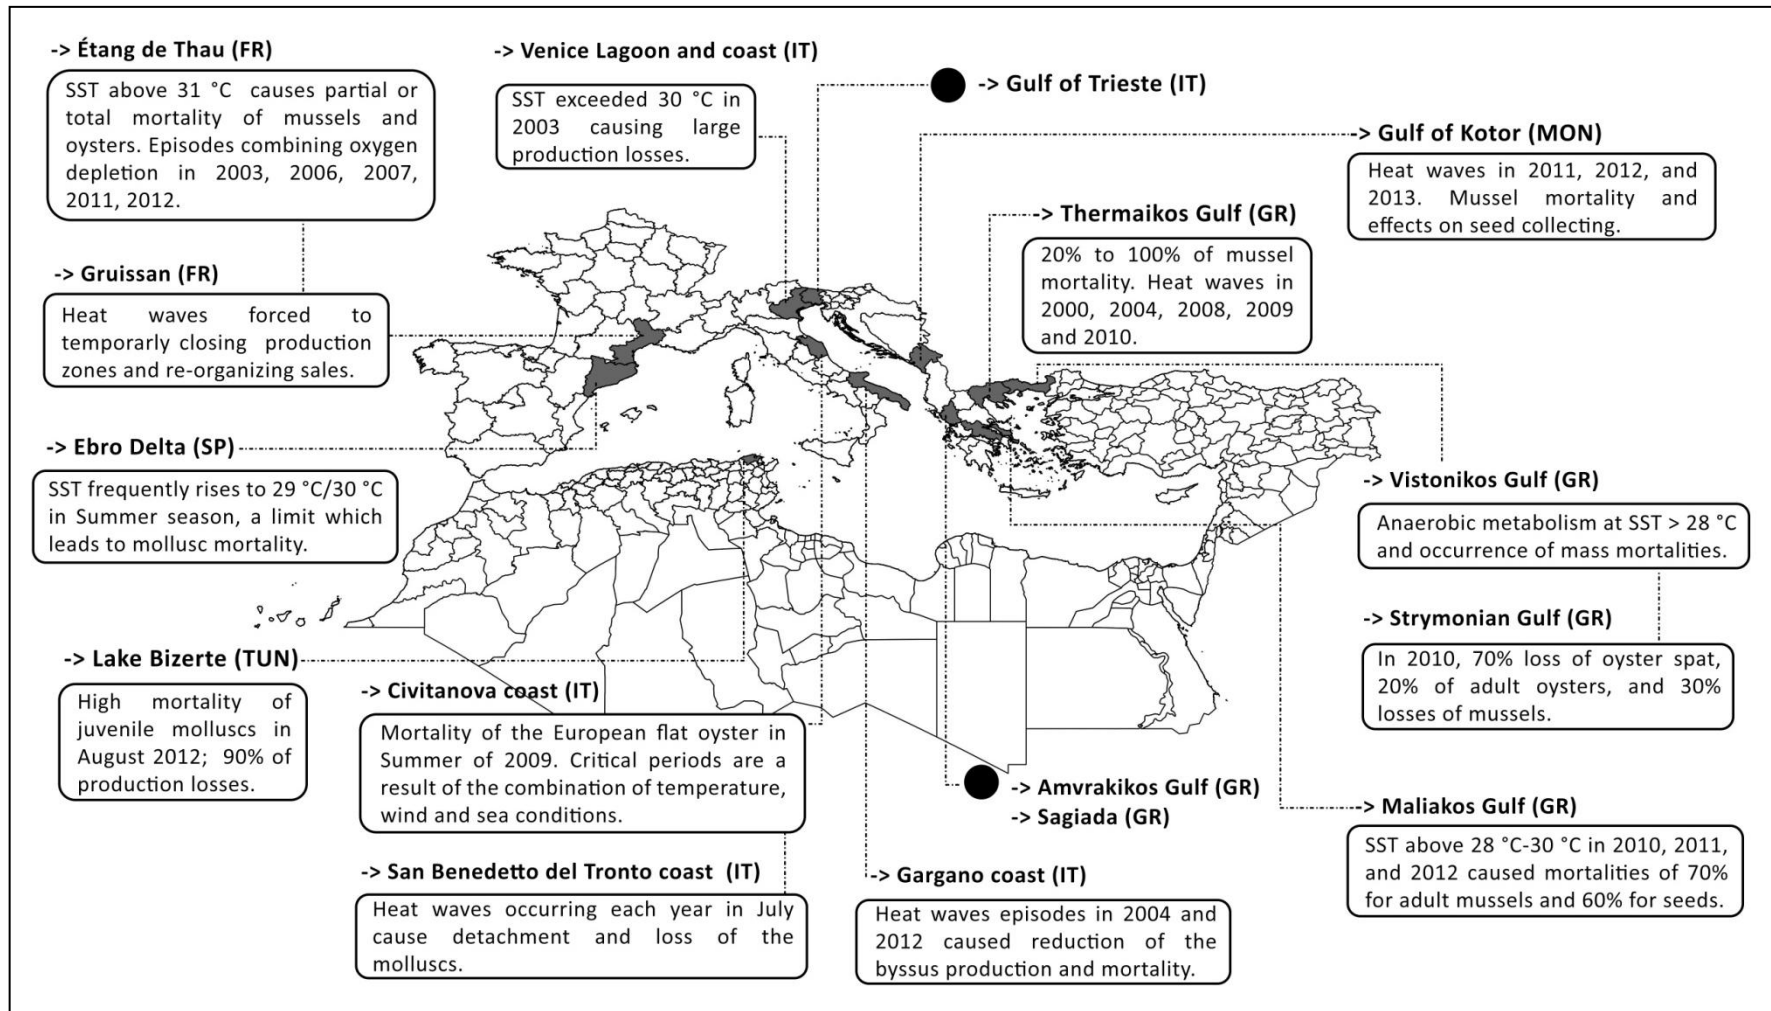 -> Étang de Thau (FR)
SST above 31 °C causes partial or
total mortality of mussels and
oysters. Episodes combining oxygen
depletion in 2003, 2006, 2007,
2011, 2012.
-> Venice Lagoon and coast (IT)
SST exceeded 30 °C in
2003 causing large
production losses.
-> Gulf of Trieste (IT)
-> Gulf of Kotor (MON)
Heat waves in 2011, 2012, and
2013. Mussel mortality and
effects on seed collecting.
-> Thermaikos Gulf (GR)
20% to 100% of mussel
mortality. Heat waves in
2000, 2004, 2008, 2009
and 2010.
-> Gruissan (FR)
Heat waves forced to
temporarly closing production
zones and re-organizing sales.
-> Ebro Delta (SP)
SST frequently rises to 29 °C/30 °C
in Summer season, a limit which
leads to mollusc mortality.
-> Vistonikos Gulf (GR)
Anaerobic metabolism at SST > 28 °C
and occurrence of mass mortalities.
-> Strymonian Gulf (GR)
In 2010, 70% loss of oyster spat,
20% of adult oysters, and 30%
losses of mussels.
-> Lake Bizerte (TUN)
High mortality of
juvenile molluscs in
August 2012; 90% of
production losses.
-> Civitanova coast (IT)
Mortality of the European flat oyster in
Summer of 2009. Critical periods are a
result of the combination of temperature,
wind and sea conditions.
-> Amvrakikos Gulf (GR)
-> Sagiada (GR)
-> Maliakos Gulf (GR)
SST above 28 °C-30 °C in 2010, 2011,
and 2012 caused mortalities of 70%
for adult mussels and 60% for seeds.
-> San Benedetto del Tronto coast (IT)
Heat waves occurring each year in July
cause detachment and loss of the
molluscs.
-> Gargano coast (IT)
Heat waves episodes in 2004 and
2012 caused reduction of the
byssus production and mortality.